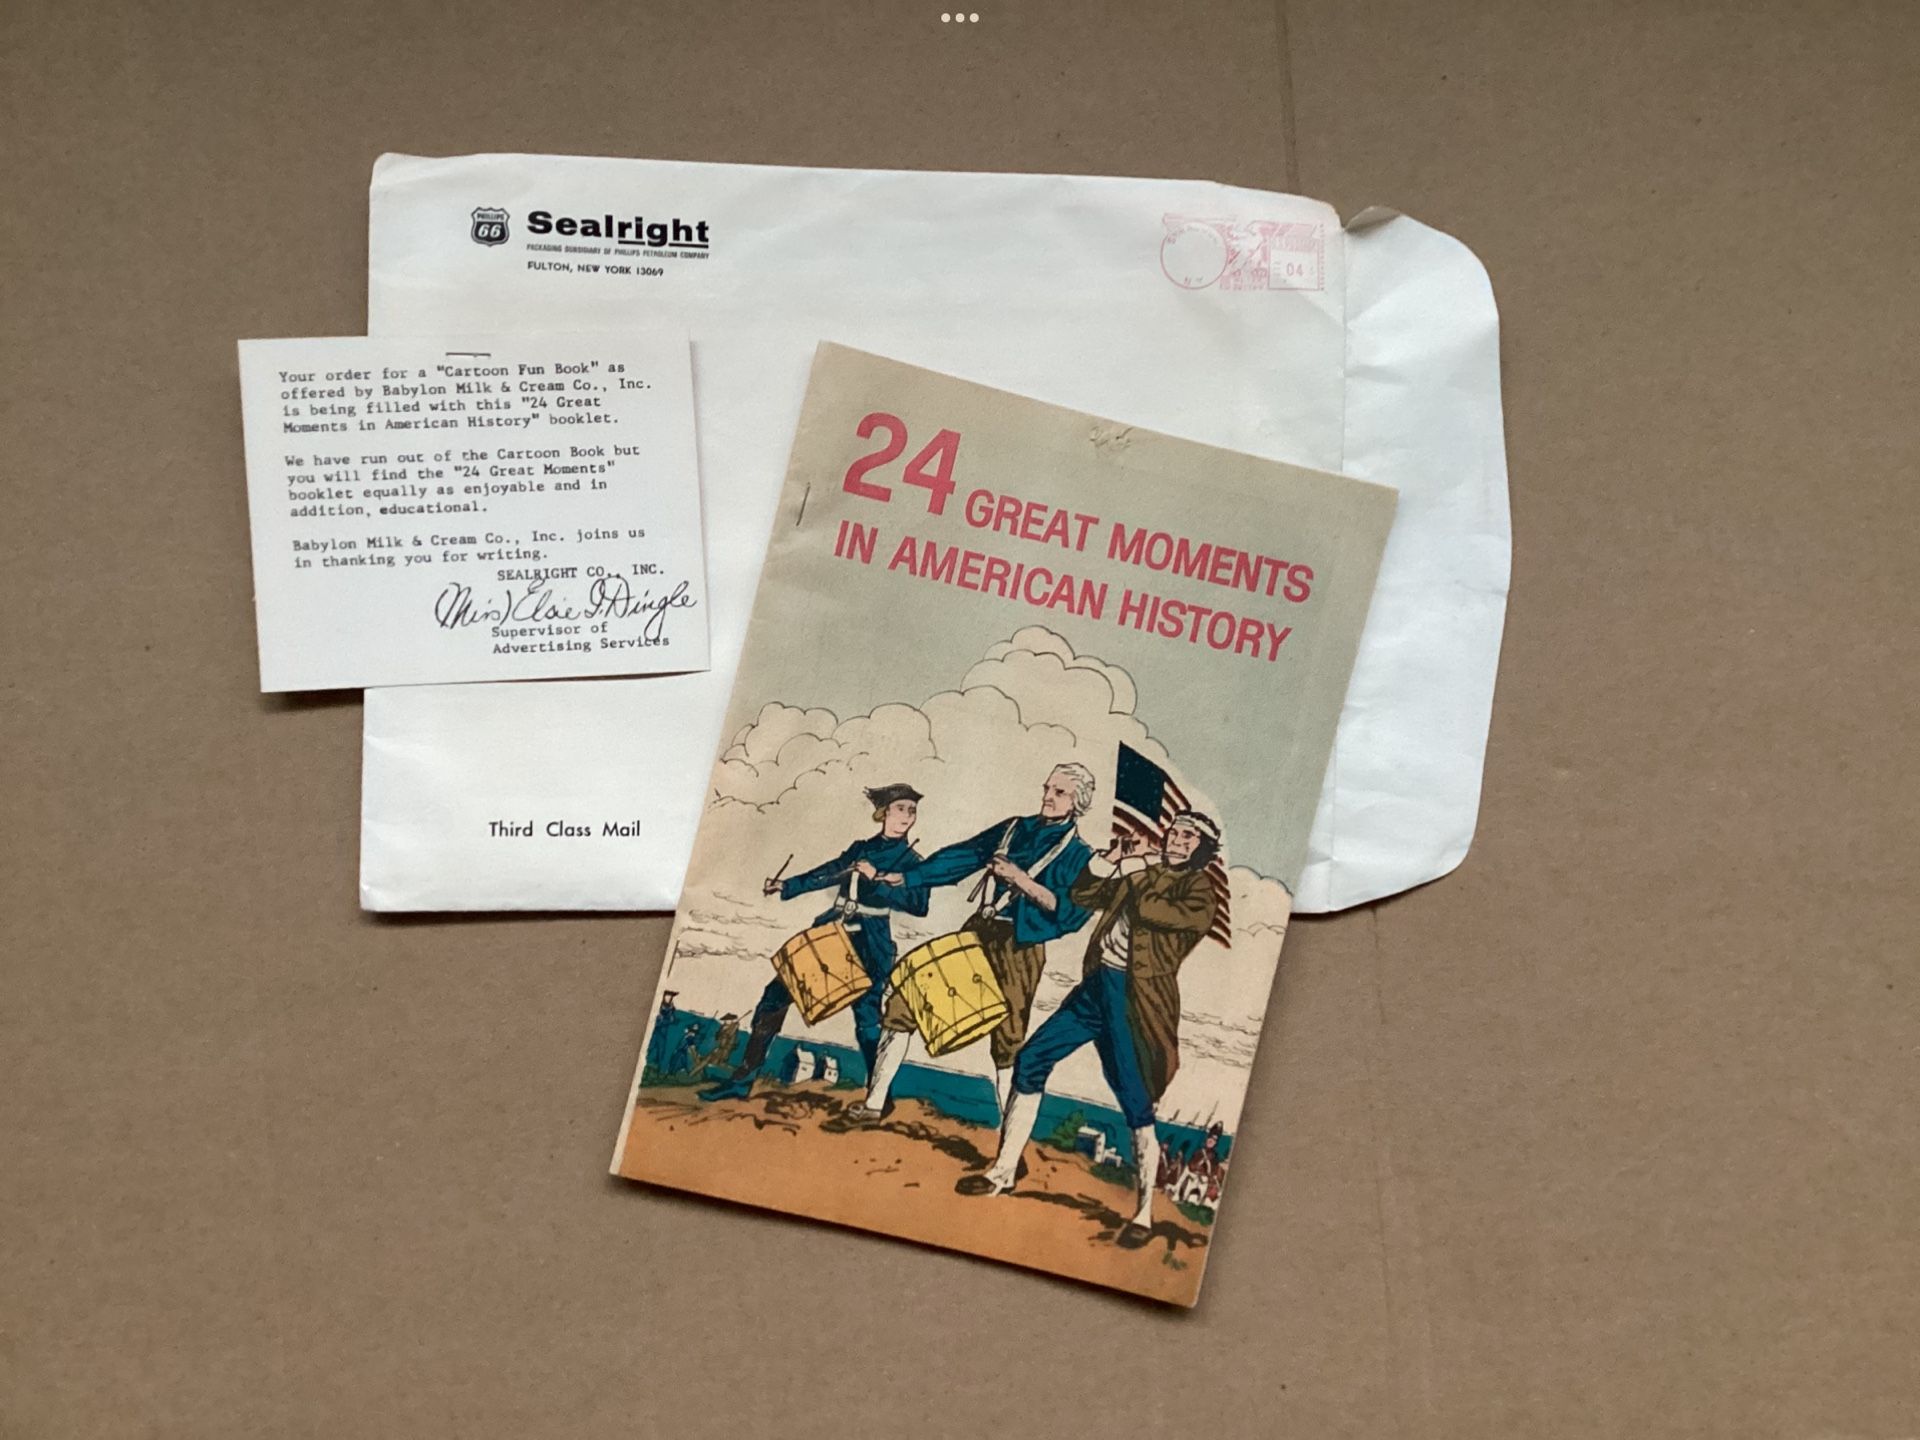 PHILLIPS
66
Sealright
PACKAGING SUBSIDIARY OF PHILLIPS PETROLEUM COMPANY
FULTON, NEW YORK 13069
04
N.Y.
Your order for a "Cartoon Fun Book" as
offered by Babylon Milk & Cream Co., Inc.
is being filled with this "24 Great
Moments in American History" booklet.
We have run out of the Cartoon Book but
you will find the "24 Great Moments"
booklet equally as enjoyable and in
addition, educational.
Babylon Milk & Cream Co., Inc. joins us
in thanking you for writing.
SEALRIGHT CO., INC.
(Miss) Elsie I. Dingle
Supervisor of
Advertising Services
Third Class Mail
24 GREAT MOMENTS
IN AMERICAN HISTORY